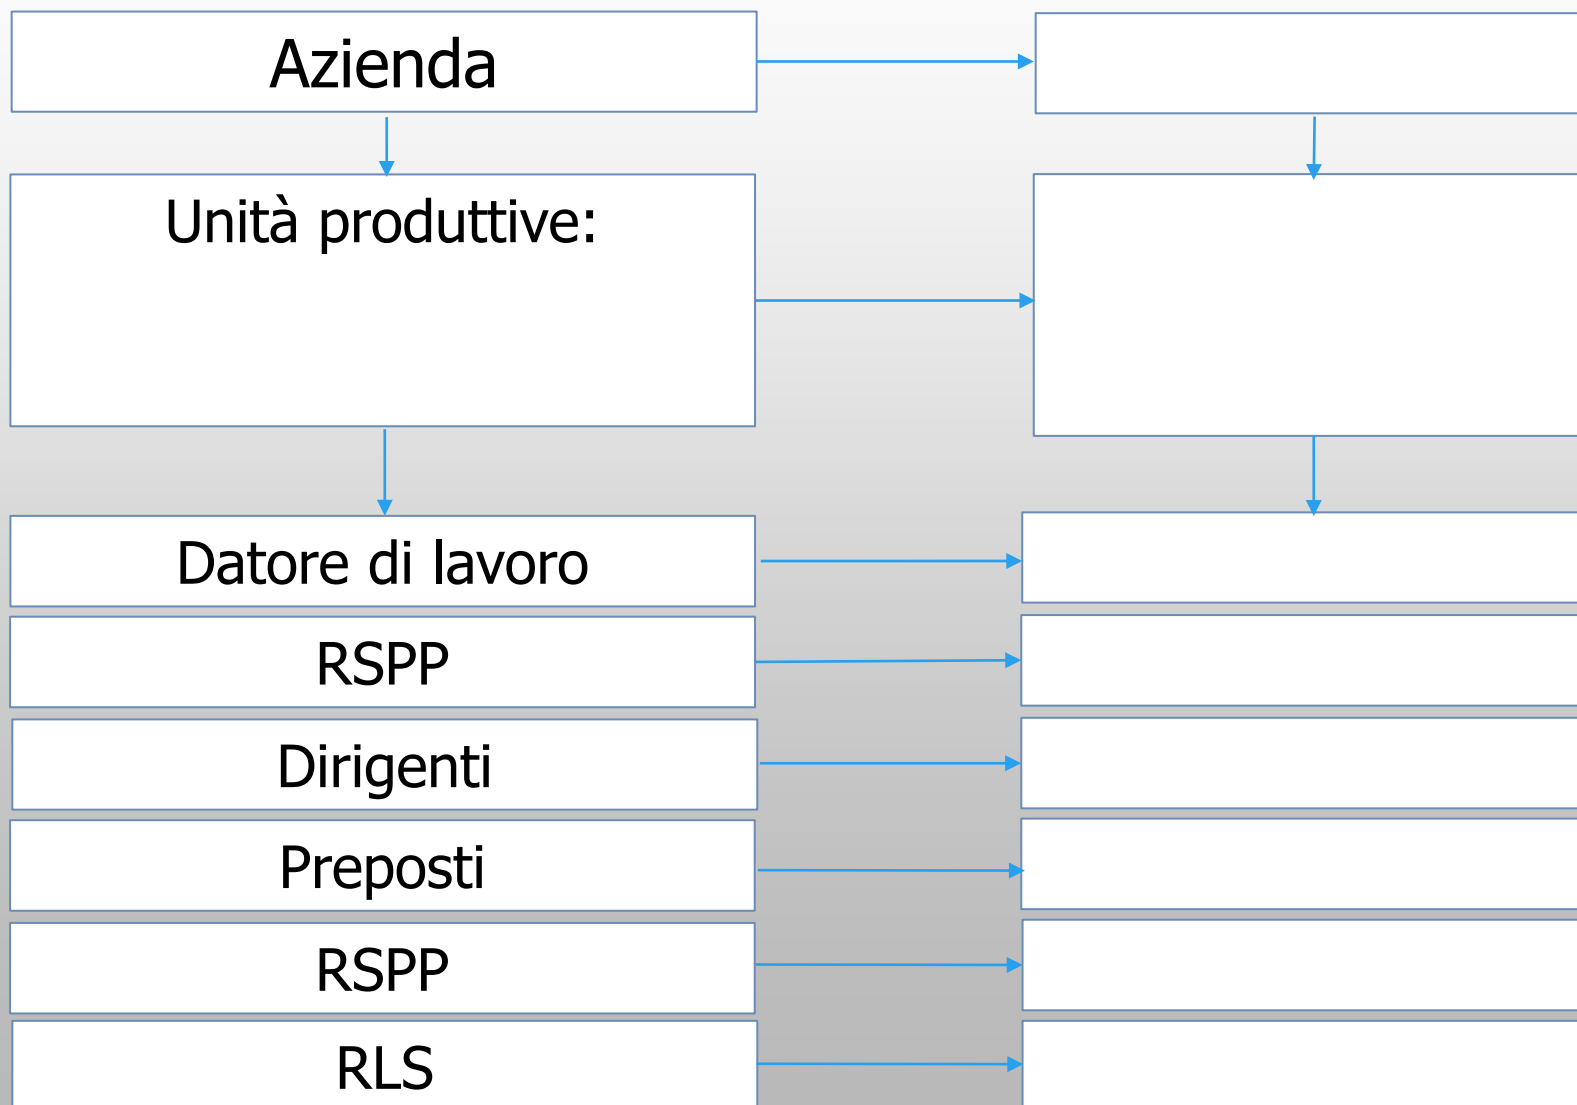 Azienda
Unità produttive:
Datore di lavoro
RSPP
Dirigenti
Preposti
RSPP
RLS